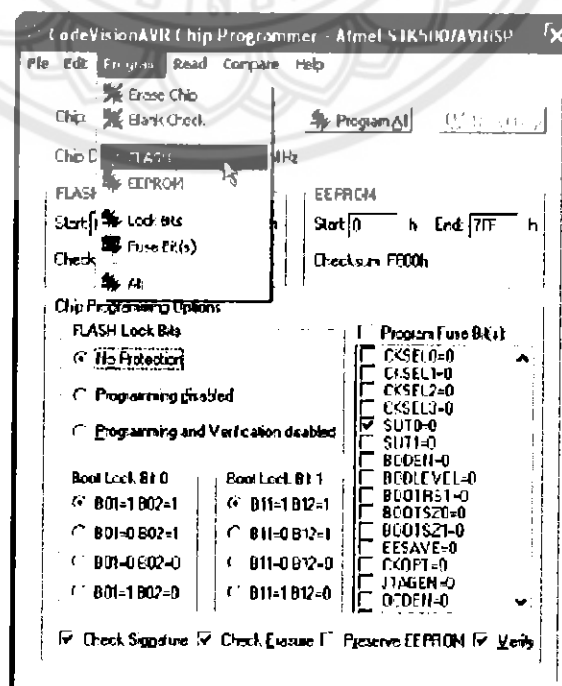 CodeVisionAVR Chip Programmer - Atmel STK500/AVRISP
File Edit Program Read Compare Help
Erase Chip
Chip: Blank Check Program All
Chip D FLASH MHz
FLAS EEPROM EEPROM
Start Lock Bits h Start 0 h End: 7FF h
Check Fuse Bit(s) Checksum: F800h
All
Chip Programming Options
FLASH Lock Bits Program Fuse Bit(s):
No Protection CKSEL0=0
CKSEL1=0
Programming disabled CKSEL2=0
CKSEL3=0
Programming and Verification disabled SUT0=0
SUT1=0
BODEN=0
Boot Lock Bit 0 Boot Lock Bit 1 BODLEVEL=0
B01=1 B02=1 B11=1 B12=1 BOOTRST=0
BOOTSZ0=0
B01=0 B02=1 B11=0 B12=1 BOOTSZ1=0
EESAVE=0
B01=0 B02=0 B11=0 B12=0 CKOPT=0
JTAGEN=0
B01=1 B02=0 B11=1 B12=0 OCDEN=0
Check Signature Check Erasure Preserve EEPROM Verify